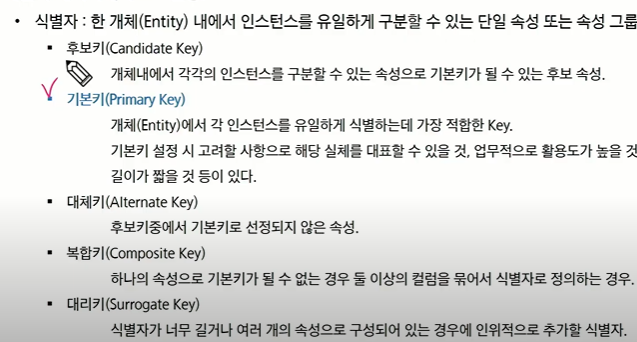 • 식별자 : 한 개체(Entity) 내에서 인스턴스를 유일하게 구분할 수 있는 단일 속성 또는 속성 그룹
▪ 후보키(Candidate Key)
개체내에서 각각의 인스턴스를 구분할 수 있는 속성으로 기본키가 될 수 있는 후보 속성.
▪ 기본키(Primary Key)
개체(Entity)에서 각 인스턴스를 유일하게 식별하는데 가장 적합한 Key.
기본키 설정 시 고려할 사항으로 해당 실체를 대표할 수 있을 것, 업무적으로 활용도가 높을 것
길이가 짧을 것 등이 있다.
▪ 대체키(Alternate Key)
후보키중에서 기본키로 선정되지 않은 속성.
▪ 복합키(Composite Key)
하나의 속성으로 기본키가 될 수 없는 경우 둘 이상의 컬럼을 묶어서 식별자로 정의하는 경우.
▪ 대리키(Surrogate Key)
식별자가 너무 길거나 여러 개의 속성으로 구성되어 있는 경우에 인위적으로 추가할 식별자.